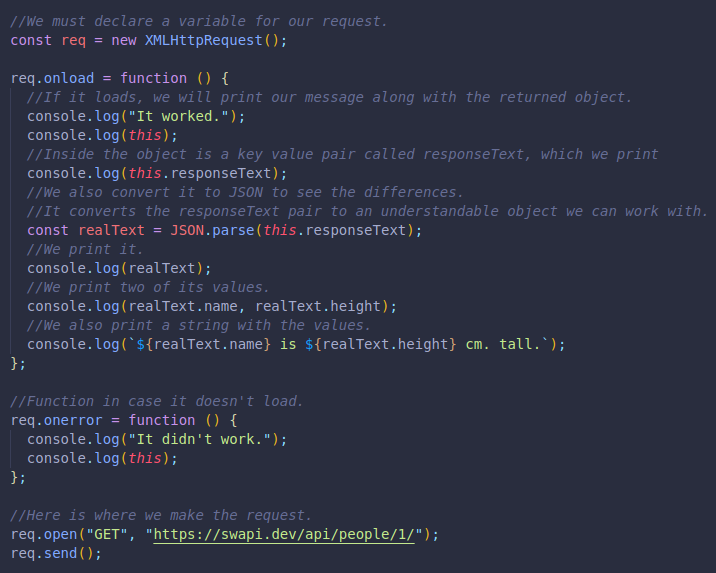 //We must declare a variable for our request.
const req = new XMLHttpRequest();
req.onload = function () {
//If it loads, we will print our message along with the returned object.
console.log("It worked.");
console.log(this);
//Inside the object is a key value pair called responseText, which we print
console.log(this.responseText);
//We also convert it to JSON to see the differences.
//It converts the responseText pair to an understandable object we can work with.
const realText = JSON.parse(this.responseText);
//We print it.
console.log(realText);
//We print two of its values.
console.log(realText.name, realText.height);
//We also print a string with the values.
console.log(`${realText.name} is ${realText.height} cm. tall.`);
};
//Function in case it doesn't load.
req.onerror = function () {
console.log("It didn't work.");
console.log(this);
};
//Here is where we make the request.
req.open("GET", "https://swapi.dev/api/people/1/");
req.send();